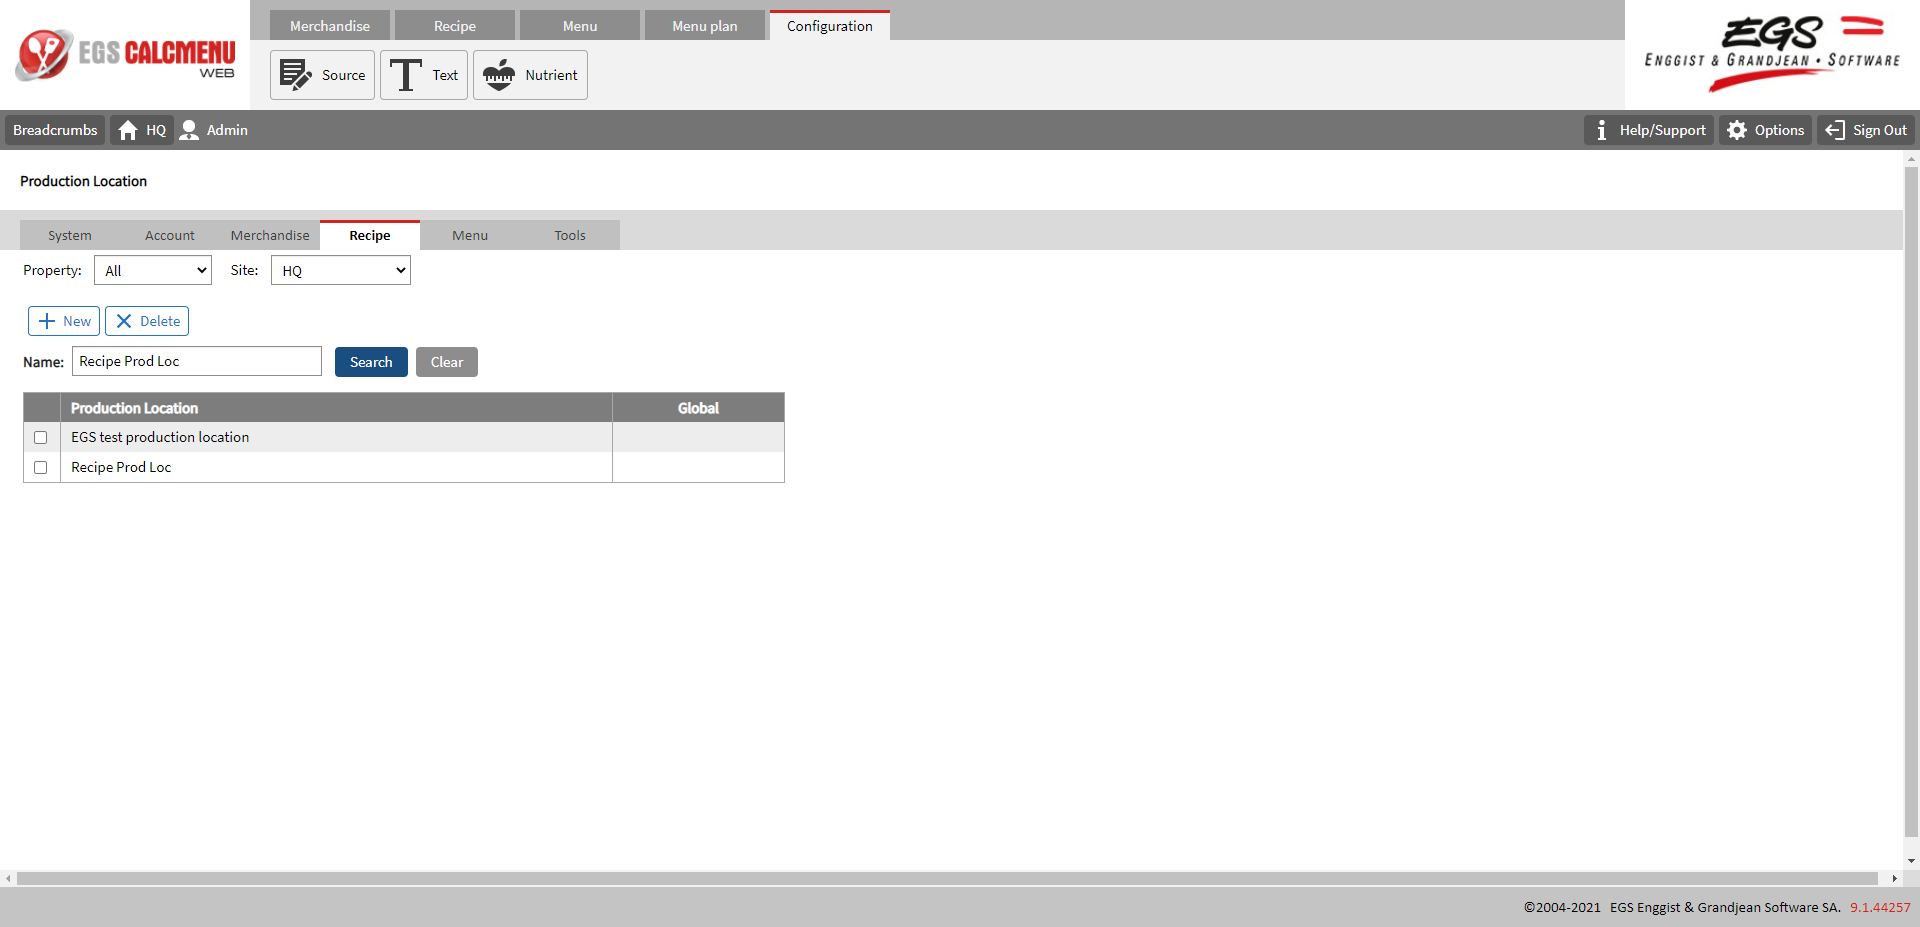 EGS CALCMENU
WEB
Merchandise Recipe Menu Menu plan Configuration
Source Text Nutrient
EGS
ENGGIST & GRANDJEAN • SOFTWARE
Breadcrumbs HQ Admin Help/Support Options Sign Out
Production Location
System Account Merchandise Recipe Menu Tools
Property: All Site: HQ
New Delete
Name: Recipe Prod Loc Search Clear
Production Location Global
EGS test production location
Recipe Prod Loc
©2004-2021 EGS Enggist & Grandjean Software SA. 9.1.44257